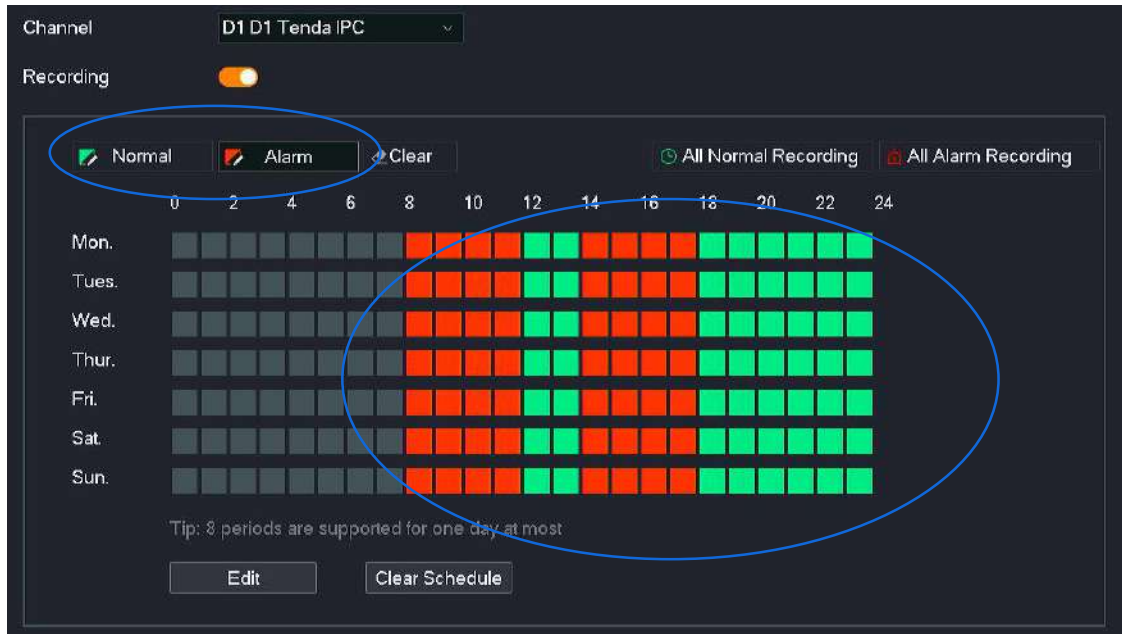 Channel D1 D1 Tenda IPC
Recording
Normal Alarm Clear All Normal Recording All Alarm Recording
0 2 4 6 8 10 12 14 16 18 20 22 24
Mon.
Tues.
Wed.
Thur.
Fri.
Sat.
Sun.
Tip: 8 periods are supported for one day at most
Edit Clear Schedule